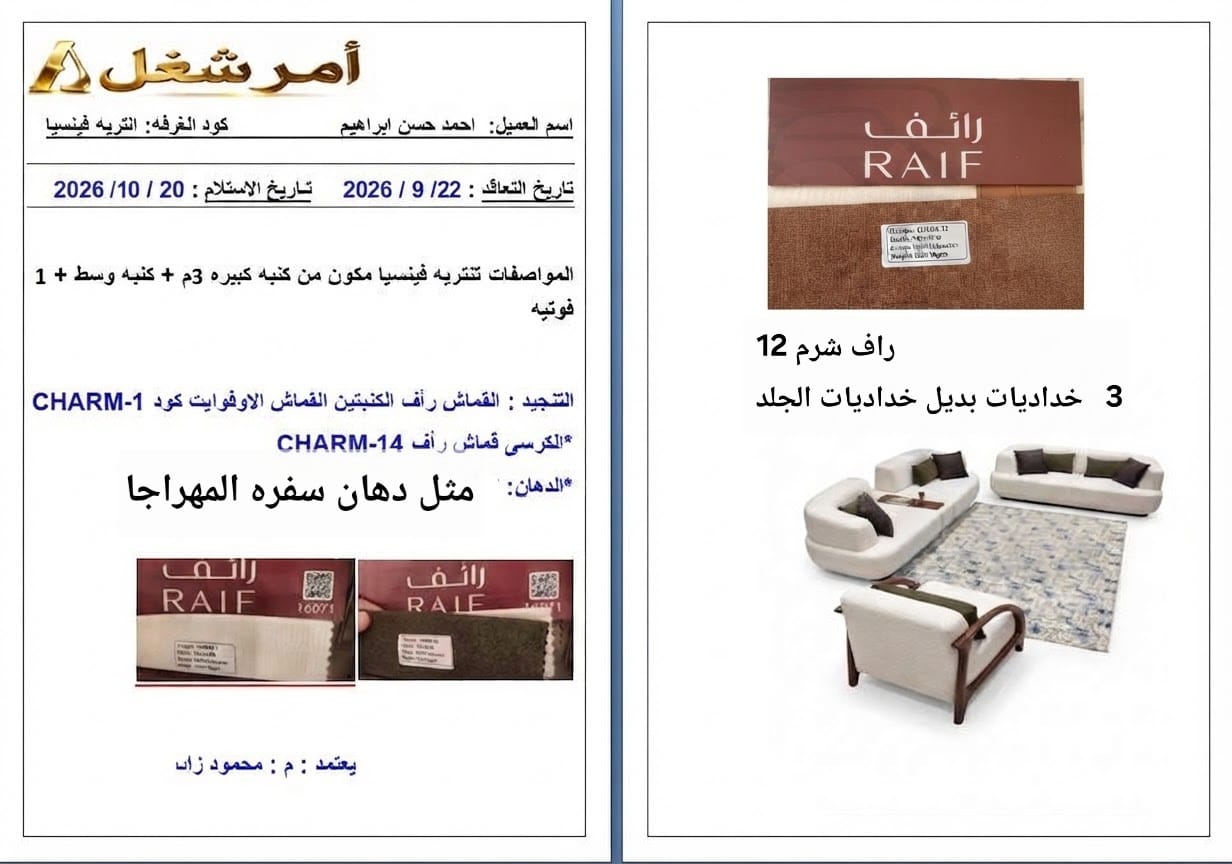 أمر شغل
اسم العميل: احمد حسن ابراهيم كود الغرفه: انتريه فينسيا
تاريخ التعاقد : 22/ 9 / 2026 تاريخ الاستلام : 20 / 10/ 2026
المواصفات تنتريه فينسيا مكون من كنبه كبيره 3م + كنبه وسط + 1
فوتيه
التنجيد : القماش رأف الكنبتين القماش الاوفوايت كود CHARM-1
*الكرسى قماش رأف CHARM-14
*الدهان: مثل دهان سفره المهراجا
رائف
RAIF
رائف
RAIF
يعتمد : م : محمود
رائف
RAIF
راف شرم 12
3 خداديات بديل خداديات الجلد